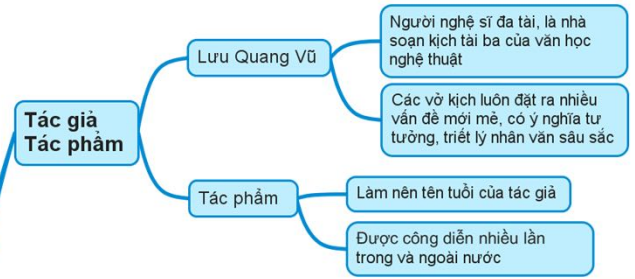 Tác giả
Tác phẩm
Lưu Quang Vũ
Người nghệ sĩ đa tài, là nhà
soạn kịch tài ba của văn học
nghệ thuật
Các vở kịch luôn đặt ra nhiều
vấn đề mới mẻ, có ý nghĩa tư
tưởng, triết lý nhân văn sâu sắc
Tác phẩm
Làm nên tên tuổi của tác giả
Được công diễn nhiều lần
trong và ngoài nước